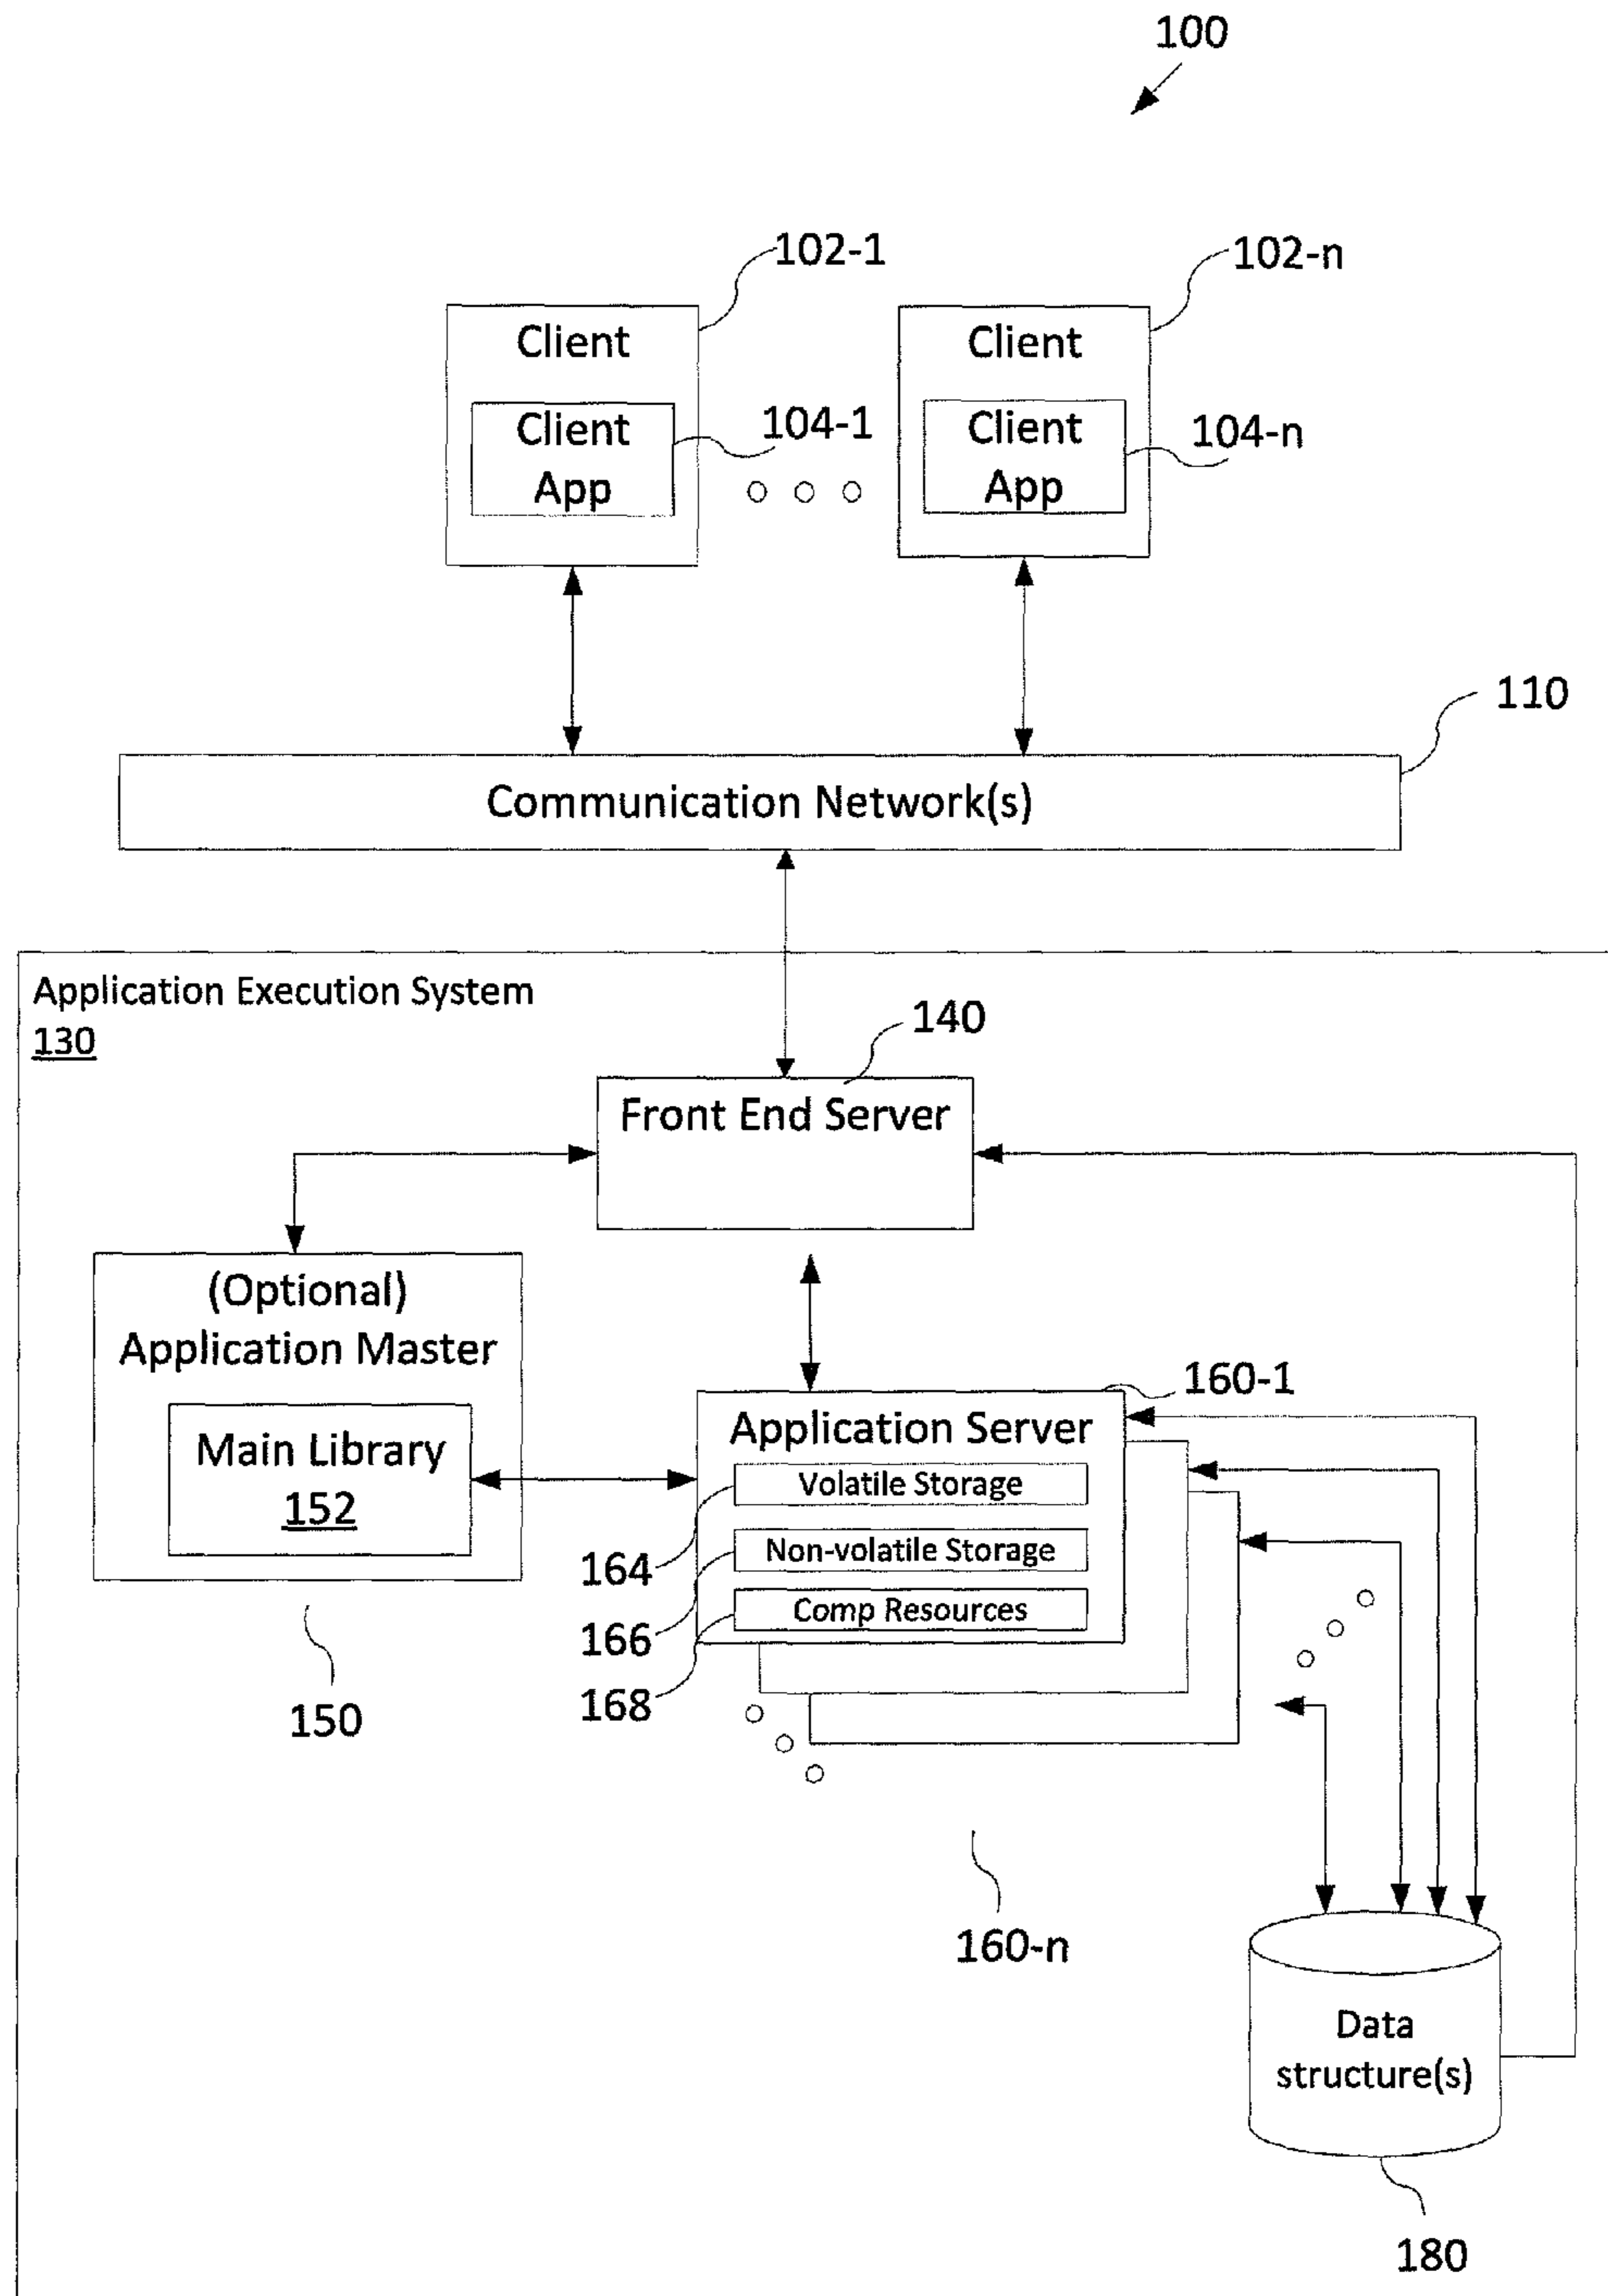 100
102-1
102-n
Client
Client
Client
App
104-1
Client
App
104-n
110
Communication Network(s)
Application Execution System
130
140
Front End Server
(Optional)
Application Master
160-1
Application Server
Main Library
152
Volatile Storage
Non-volatile Storage
164
Comp Resources
166
168
150
160-n
Data
structure(s)
180